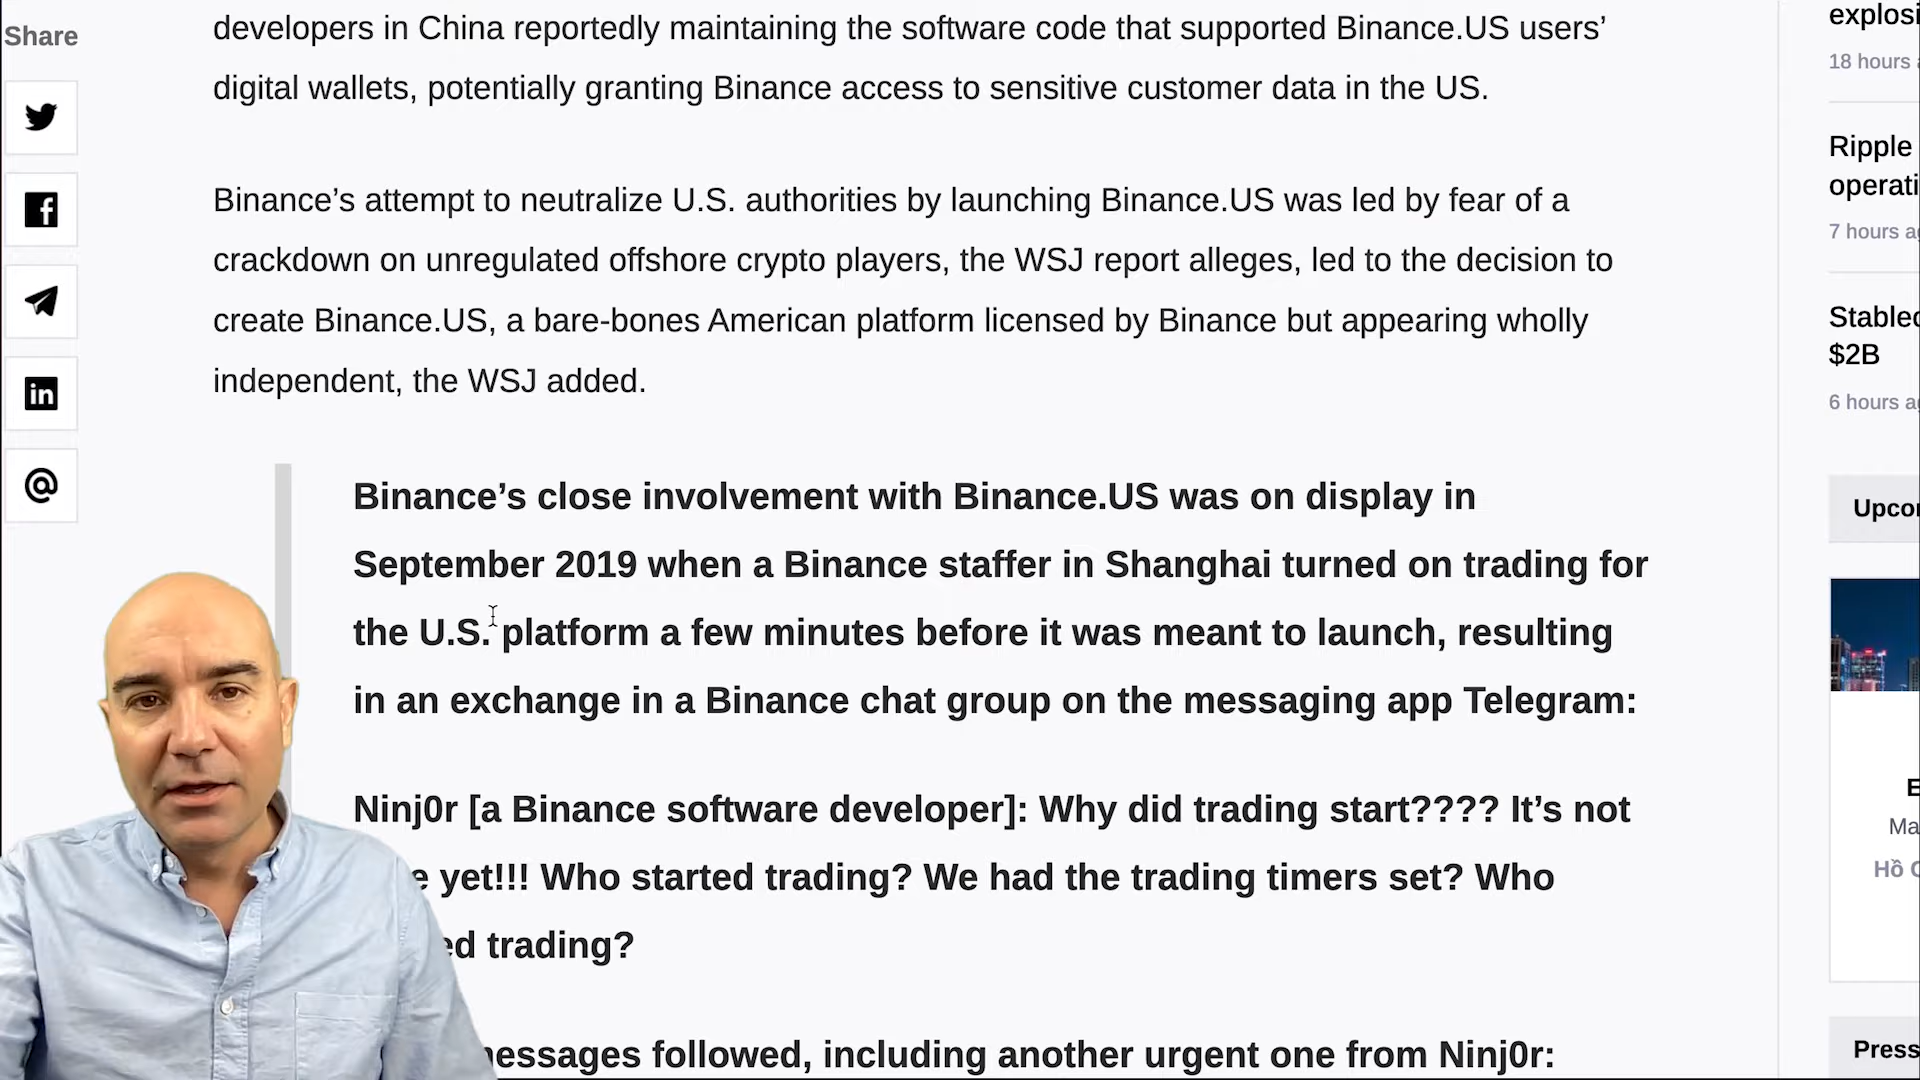 Share
developers in China reportedly maintaining the software code that supported Binance.US users’
digital wallets, potentially granting Binance access to sensitive customer data in the US.
Binance’s attempt to neutralize U.S. authorities by launching Binance.US was led by fear of a
crackdown on unregulated offshore crypto players, the WSJ report alleges, led to the decision to
create Binance.US, a bare-bones American platform licensed by Binance but appearing wholly
independent, the WSJ added.
Binance’s close involvement with Binance.US was on display in
September 2019 when a Binance staffer in Shanghai turned on trading for
the U.S. platform a few minutes before it was meant to launch, resulting
in an exchange in a Binance chat group on the messaging app Telegram:
Ninj0r [a Binance software developer]: Why did trading start???? It’s not
yet!!! Who started trading? We had the trading timers set? Who
trading?
followed, including another urgent one from Ninj0r:
18 hours
Ripple
7 hours
$2B
6 hours
Hồ
Press